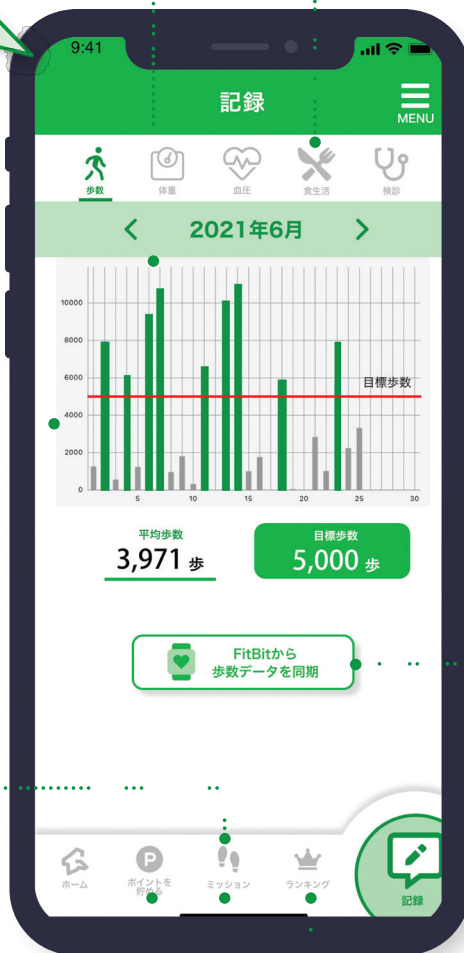 9:41
記録
MENU
歩数
体重
血圧
食生活
検診
2021年6月
10000
8000
6000
4000
2000
0
目標歩数
5
10
15
20
25
30
平均歩数
3,971 歩
目標歩数
5,000 歩
FitBitから
歩数データを同期
ホーム
P
ポイントを
貯める
ミッション
ランキング
記録